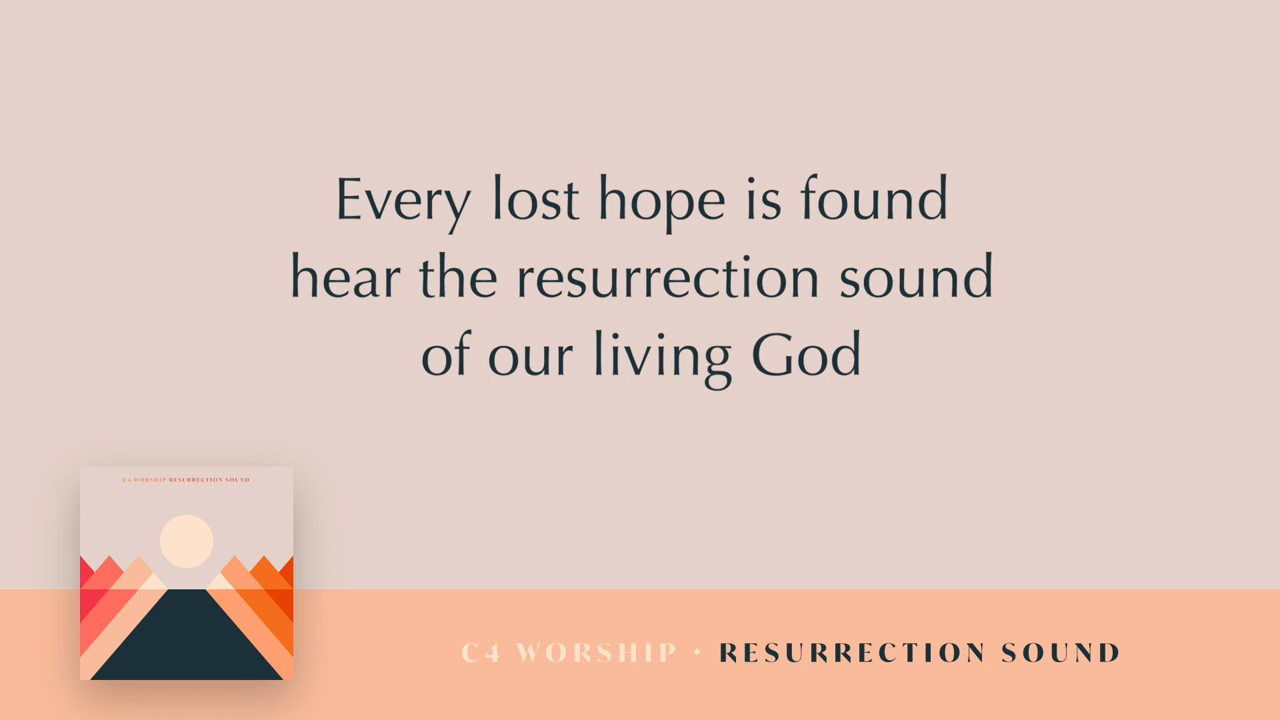 Every lost hope is found
hear the resurrection sound
of our living God
C4 WORSHIP RESURRECTION SOUND
C4 WORSHIP · RESURRECTION SOUND